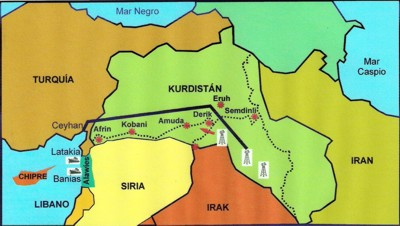 Mar Negro
TURQUÍA
Mar
Caspio
KURDISTÁN
Eruh
Ceyhan
Kobani
Amuda
Derik
Semdinli
Afrin
Latakia
Alawies
IRAN
CHIPRE
Banias
SIRIA
LIBANO
IRAK